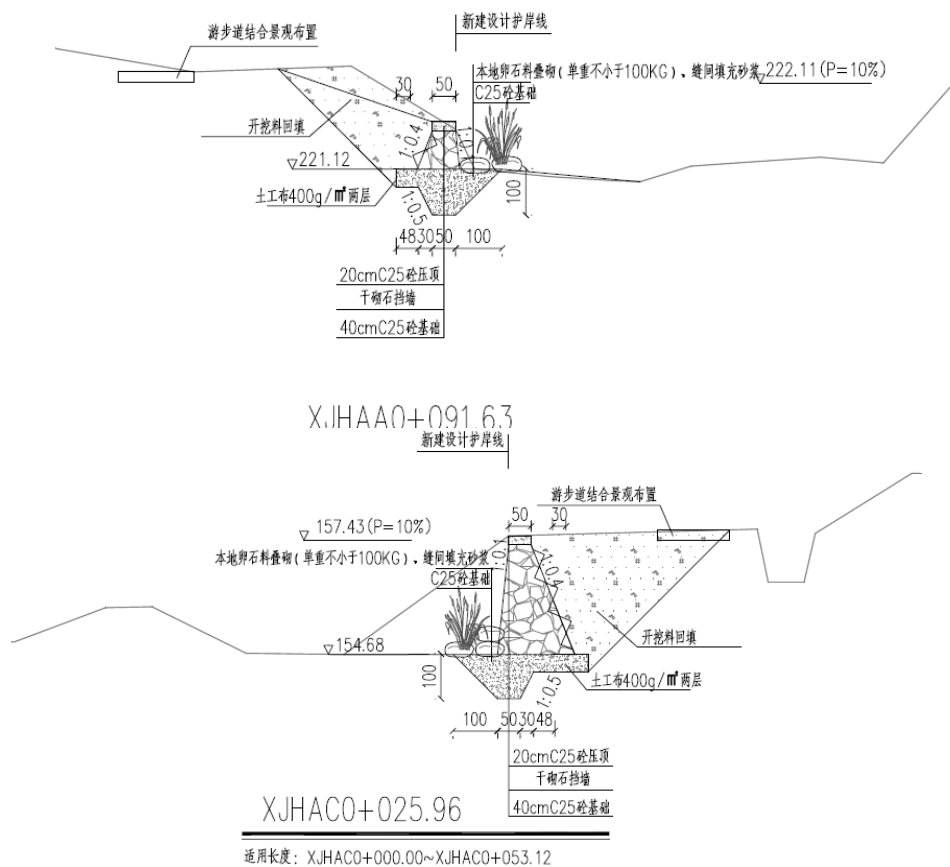 新建设计护岸线
游步道结合景观布置
本地卵石料叠砌(单重不小于100KG)、缝间填充砂浆
222.11(P=10%)
C25砼基础
30
50
开挖料回填
1:0.4
221.12
土工布400g/㎡两层
1:0.5
100
48 30 50 100
20cmC25砼压顶
干砌石挡墙
40cmC25砼基础
XJHAA0+091.63
新建设计护岸线
游步道结合景观布置
50
30
157.43(P=10%)
本地卵石料叠砌(单重不小于100KG)、缝间填充砂浆
C25砼基础
1:0.4
开挖料回填
154.68
土工布400g/㎡两层
100
1:0.5
100 50 30 48
20cmC25砼压顶
干砌石挡墙
40cmC25砼基础
XJHAC0+025.96
适用长度: XJHAC0+000.00~XJHAC0+053.12